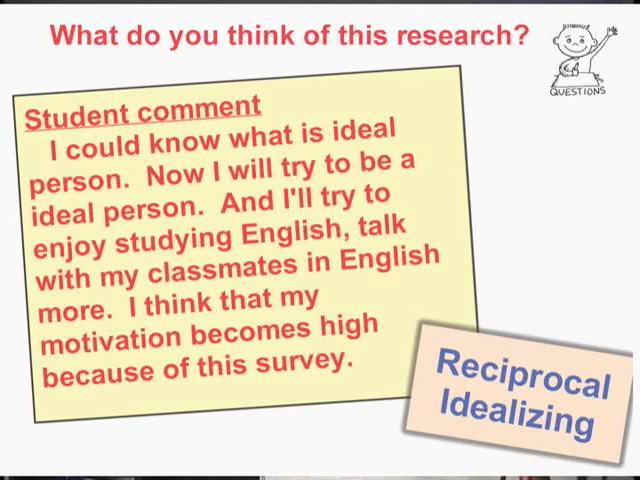 What do you think of this research?
QUESTIONS
Student comment
I could know what is ideal
person. Now I will try to be a
ideal person. And I'll try to
enjoy studying English, talk
with my classmates in English
more. I think that my
motivation becomes high
because of this survey.
Reciprocal
Idealizing